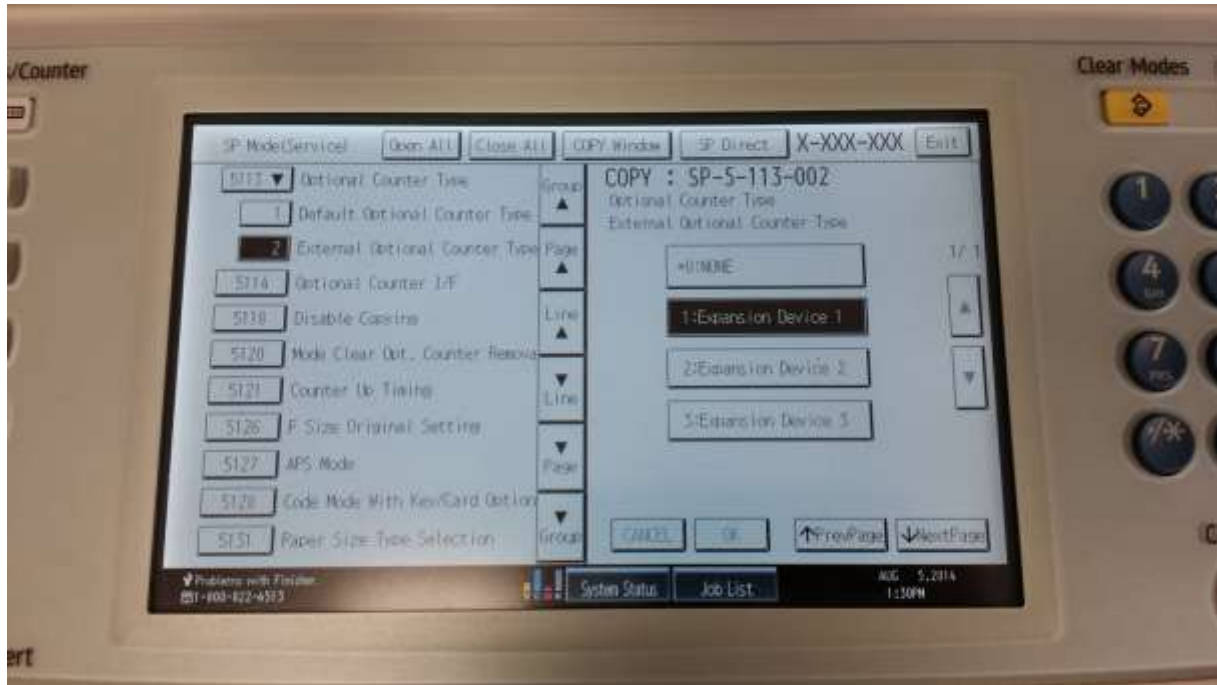 /Counter
Clear Modes
SP Mode(Service) Open All Close All COPY Window SP Direct X-XXX-XXX Exit
5113 ▼ Optional Counter Type
1 Default Optional Counter Type
2 External Optional Counter Type
5114 Optional Counter I/F
5118 Disable Copying
5120 Mode Clear Opt. Counter Remova
5121 Counter Up Timing
5126 F Size Original Setting
5127 APS Mode
5128 Code Mode With Key/Card Option
5131 Paper Size Type Selection
Group ▲
Page ▲
Line ▲
▼ Line
▼ Page
▼ Group
COPY : SP-5-113-002
Optional Counter Type
External Optional Counter Type
1/ 1
*0:NONE
1:Expansion Device 1
2:Expansion Device 2
3:Expansion Device 3
▲
▼
CANCEL OK ↑PrevPage ↓NextPage
Problems with Finisher
1-800-822-4513
System Status Job List
AUG 5,2014
1:30PM
1
4
7
PRS
*/*
ert